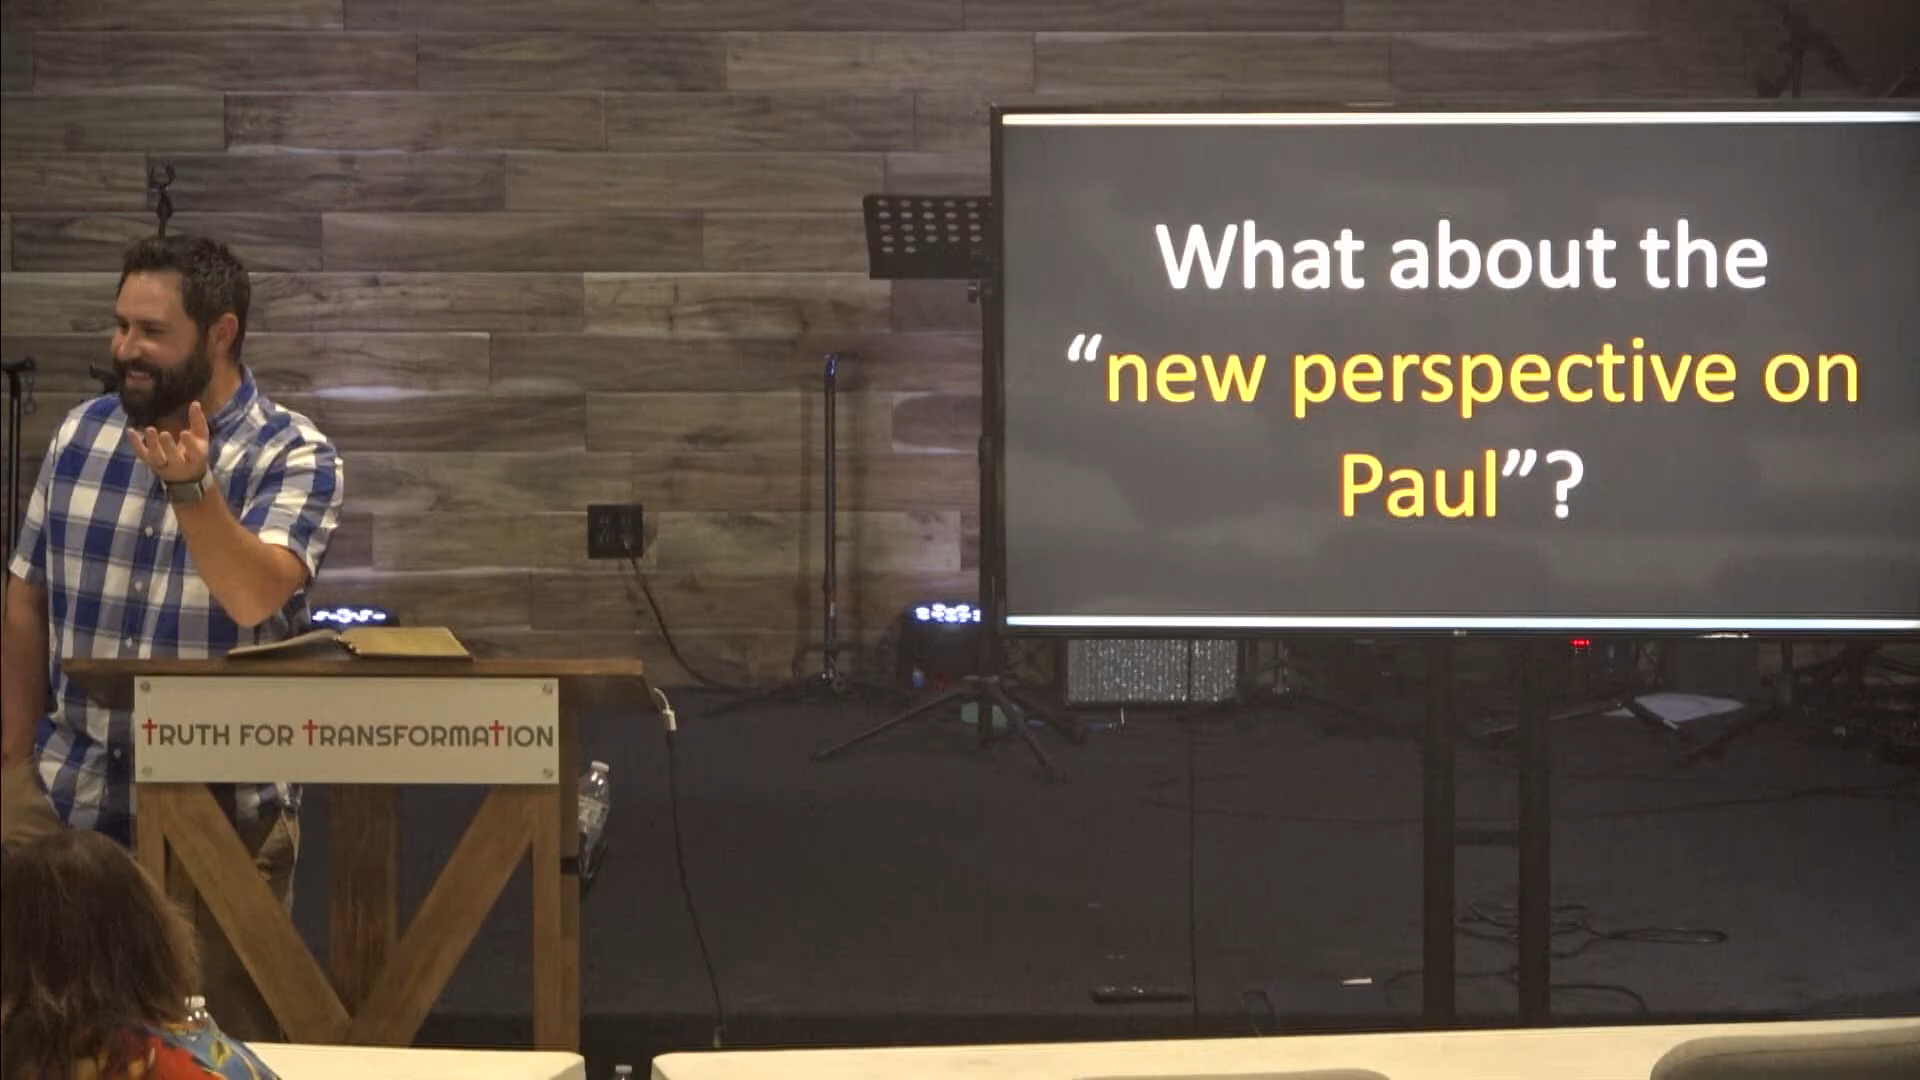 What about the
“new perspective on
Paul”?
TRUTH FOR TRANSFORMATION